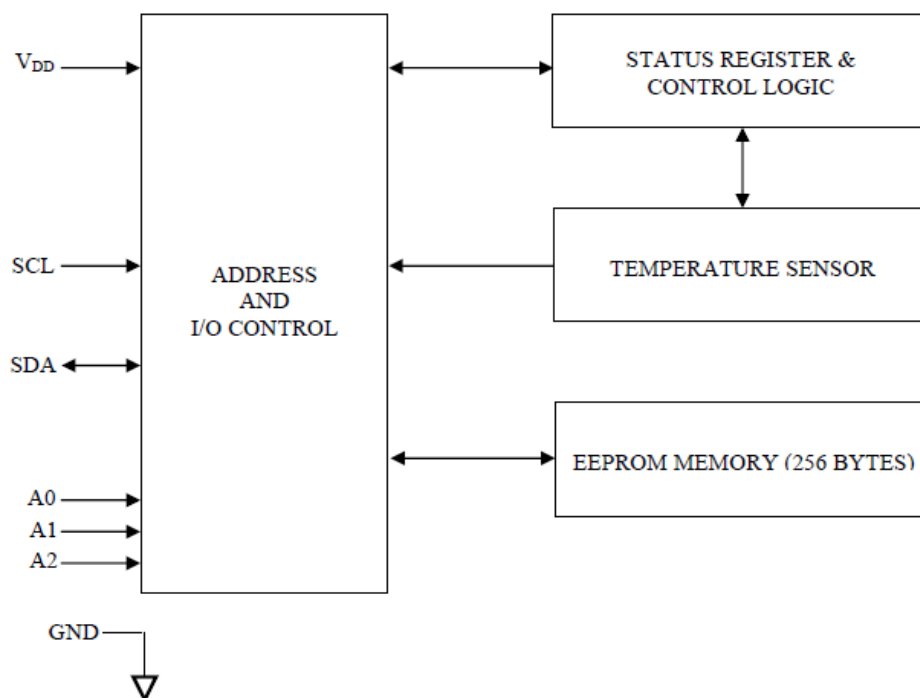 V_DD
SCL
SDA
A0
A1
A2
GND
ADDRESS
AND
I/O CONTROL
STATUS REGISTER &
CONTROL LOGIC
TEMPERATURE SENSOR
EEPROM MEMORY (256 BYTES)